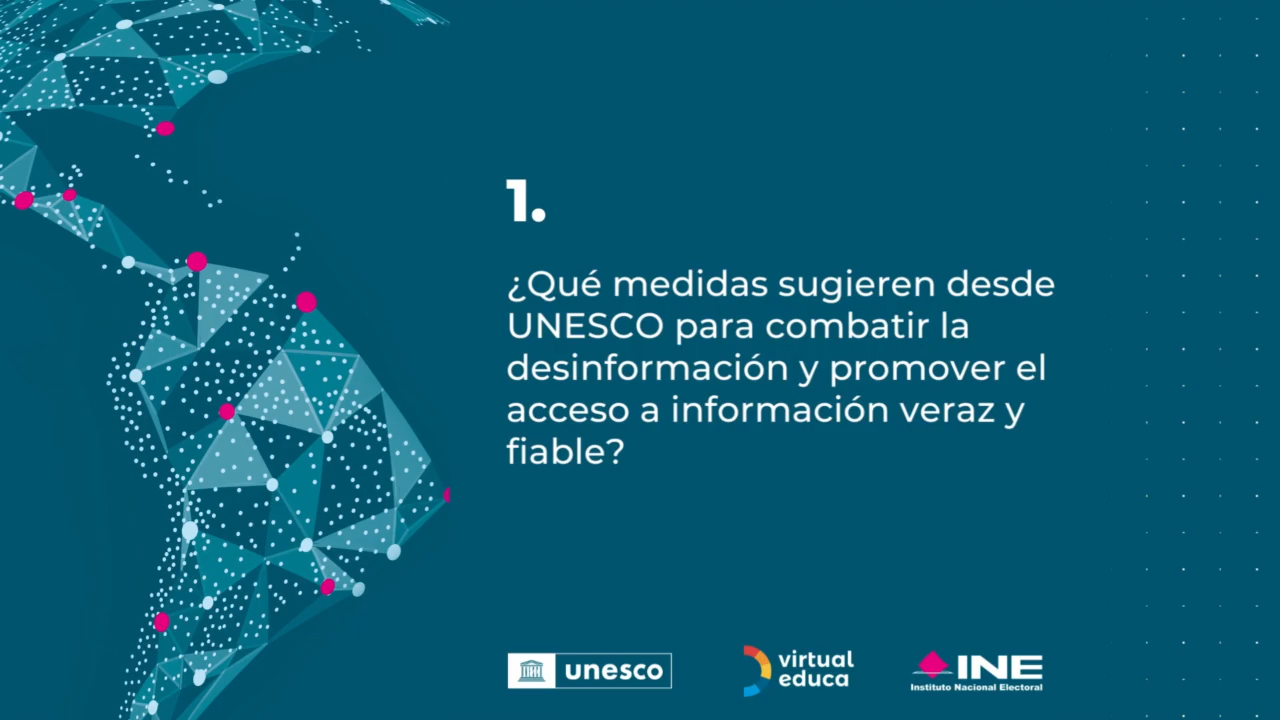 1.
¿Qué medidas sugieren desde
UNESCO para combatir la
desinformación y promover el
acceso a información veraz y
fiable?
unesco
virtual
educa
INE
Instituto Nacional Electoral